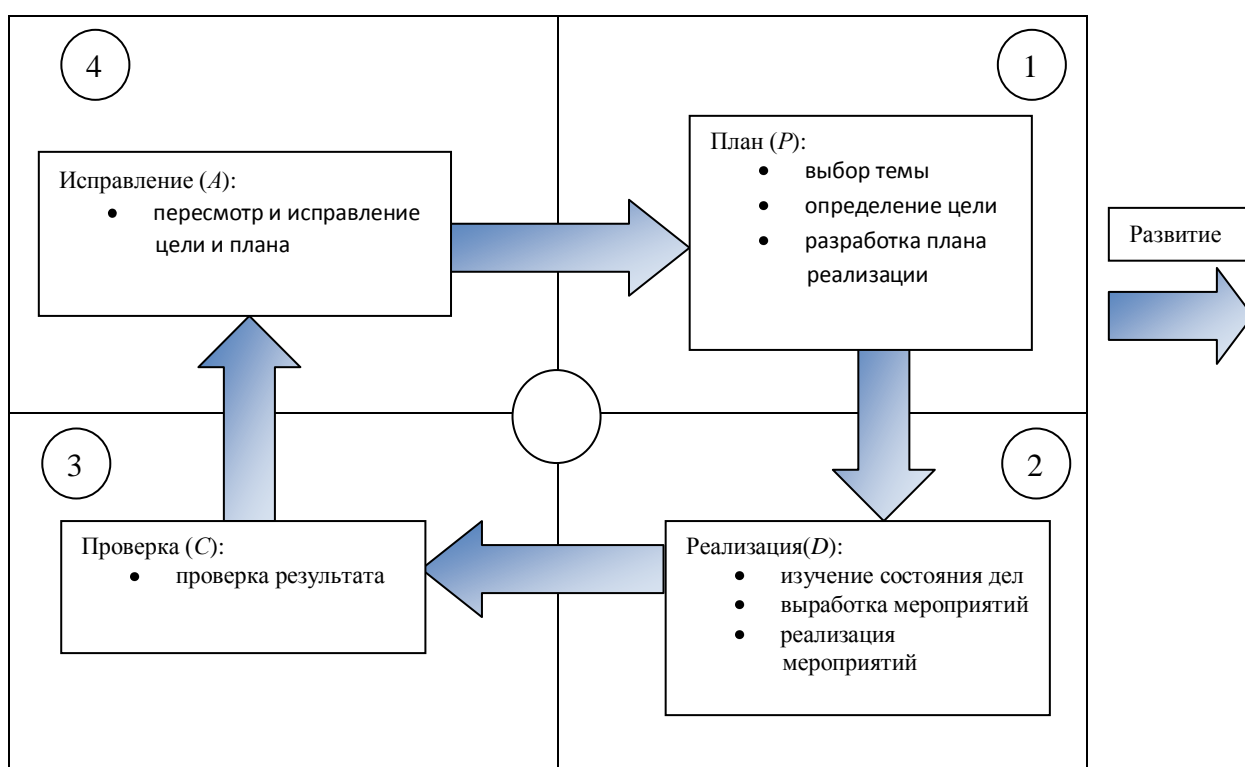 4
Исправление (A):
• пересмотр и исправление
цели и плана
1
План (P):
• выбор темы
• определение цели
• разработка плана
реализации
Развитие
3
Проверка (C):
• проверка результата
2
Реализация(D):
• изучение состояния дел
• выработка мероприятий
• реализация
мероприятий